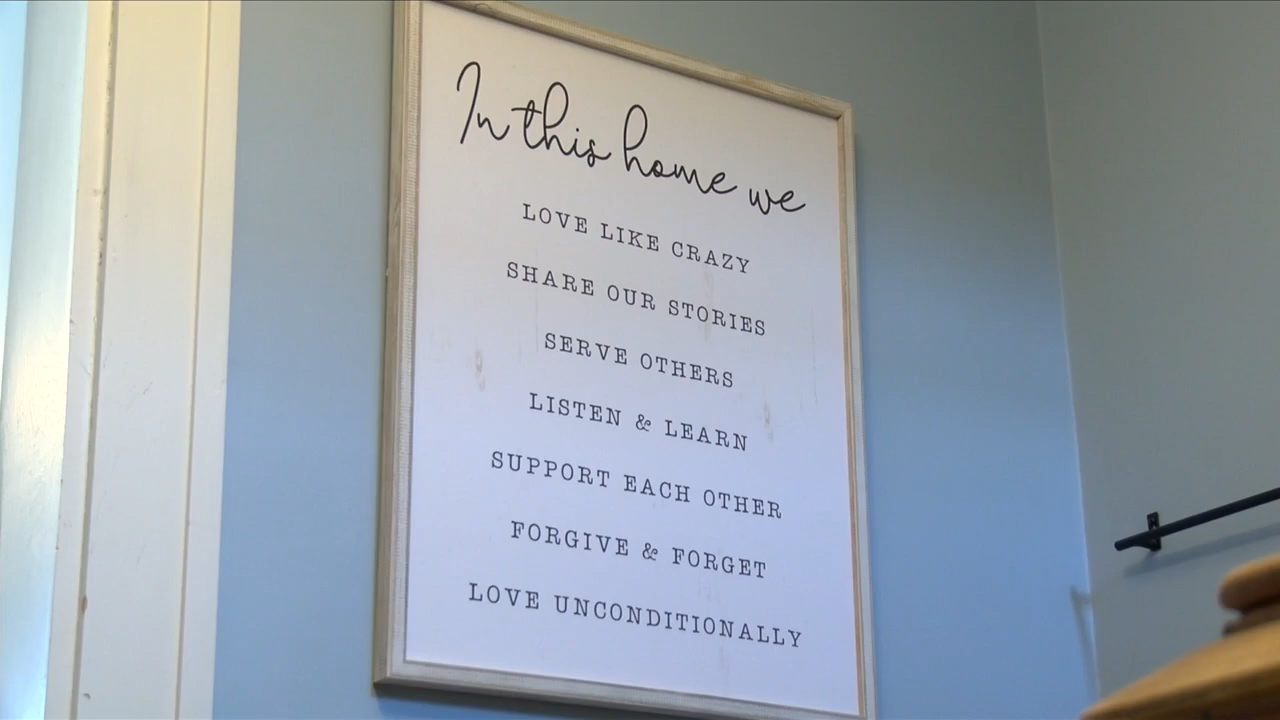 In this home we
LOVE LIKE CRAZY
SHARE OUR STORIES
SERVE OTHERS
LISTEN & LEARN
SUPPORT EACH OTHER
FORGIVE & FORGET
LOVE UNCONDITIONALLY